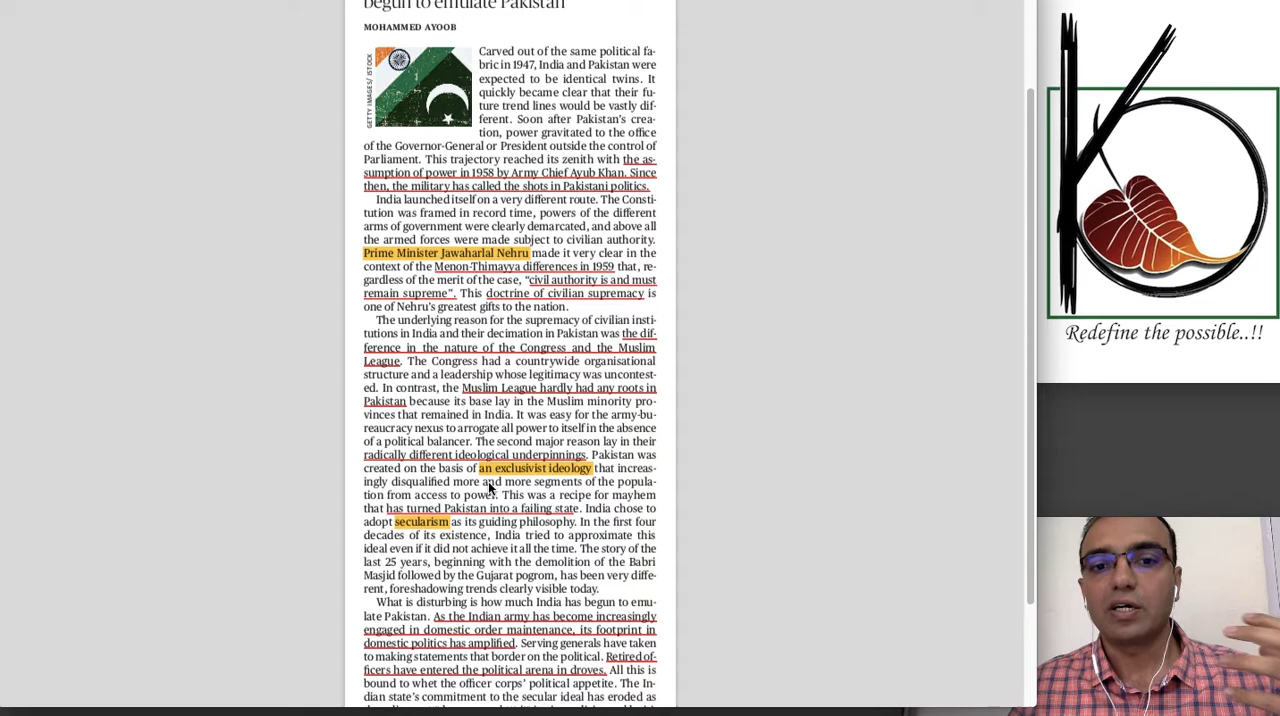 begun to emulate Pakistan
MOHAMMED AYOOB
GETTY IMAGES/ ISTOCK
Carved out of the same political fa-
bric in 1947, India and Pakistan were
expected to be identical twins. It
quickly became clear that their fu-
ture trend lines would be vastly dif-
ferent. Soon after Pakistan's crea-
tion, power gravitated to the office
of the Governor-General or President outside the control of
Parliament. This trajectory reached its zenith with the as-
sumption of power in 1958 by Army Chief Ayub Khan. Since
then, the military has called the shots in Pakistani politics.
India launched itself on a very different route. The Consti-
tution was framed in record time, powers of the different
arms of government were clearly demarcated, and above all
the armed forces were made subject to civilian authority.
Prime Minister Jawaharlal Nehru made it very clear in the
context of the Menon-Thimayya differences in 1959 that, re-
gardless of the merit of the case, “civil authority is and must
remain supreme”. This doctrine of civilian supremacy is
one of Nehru's greatest gifts to the nation.
The underlying reason for the supremacy of civilian insti-
tutions in India and their decimation in Pakistan was the dif-
ference in the nature of the Congress and the Muslim
League. The Congress had a countrywide organisational
structure and a leadership whose legitimacy was uncontest-
ed. In contrast, the Muslim League hardly had any roots in
Pakistan because its base lay in the Muslim minority pro-
vinces that remained in India. It was easy for the army-bu-
reaucracy nexus to arrogate all power to itself in the absence
of a political balancer. The second major reason lay in their
radically different ideological underpinnings. Pakistan was
created on the basis of an exclusivist ideology that increas-
ingly disqualified more and more segments of the popula-
tion from access to power. This was a recipe for mayhem
that has turned Pakistan into a failing state. India chose to
adopt secularism as its guiding philosophy. In the first four
decades of its existence, India tried to approximate this
ideal even if it did not achieve it all the time. The story of the
last 25 years, beginning with the demolition of the Babri
Masjid followed by the Gujarat pogrom, has been very diffe-
rent, foreshadowing trends clearly visible today.
What is disturbing is how much India has begun to emu-
late Pakistan. As the Indian army has become increasingly
engaged in domestic order maintenance, its footprint in
domestic politics has amplified. Serving generals have taken
to making statements that border on the political. Retired of-
ficers have entered the political arena in droves. All this is
bound to whet the officer corps' political appetite. The In-
dian state's commitment to the secular ideal has eroded as
Redefine the possible..!!